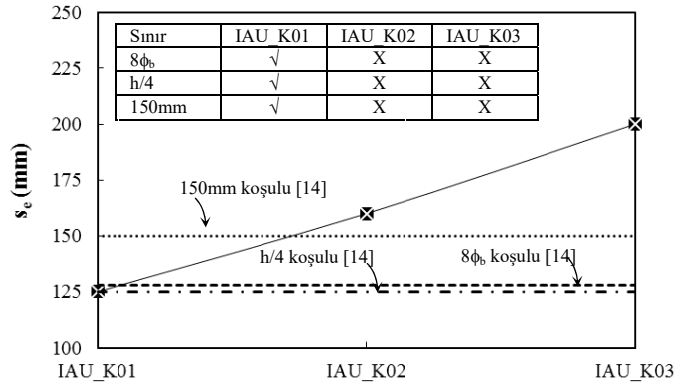 250
Sınır IAU_K01 IAU_K02 IAU_K03
8ϕb √ X X
h/4 √ X X
150mm √ X X
225
200
175
150
125
100
se (mm)
150mm koşulu [14]
h/4 koşulu [14]
8ϕb koşulu [14]
IAU_K01 IAU_K02 IAU_K03